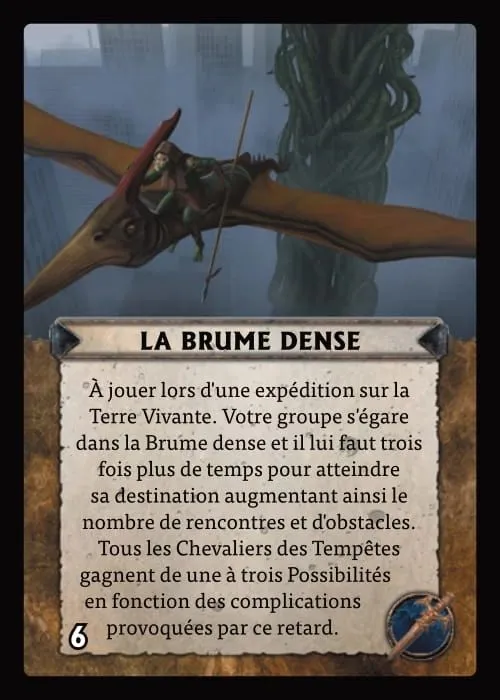 LA BRUME DENSE
À jouer lors d'une expédition sur la
Terre Vivante. Votre groupe s'égare
dans la Brume dense et il lui faut trois
fois plus de temps pour atteindre
sa destination augmentant ainsi le
nombre de rencontres et d'obstacles.
Tous les Chevaliers des Tempêtes
gagnent de une à trois Possibilités
en fonction des complications
provoquées par ce retard.
6